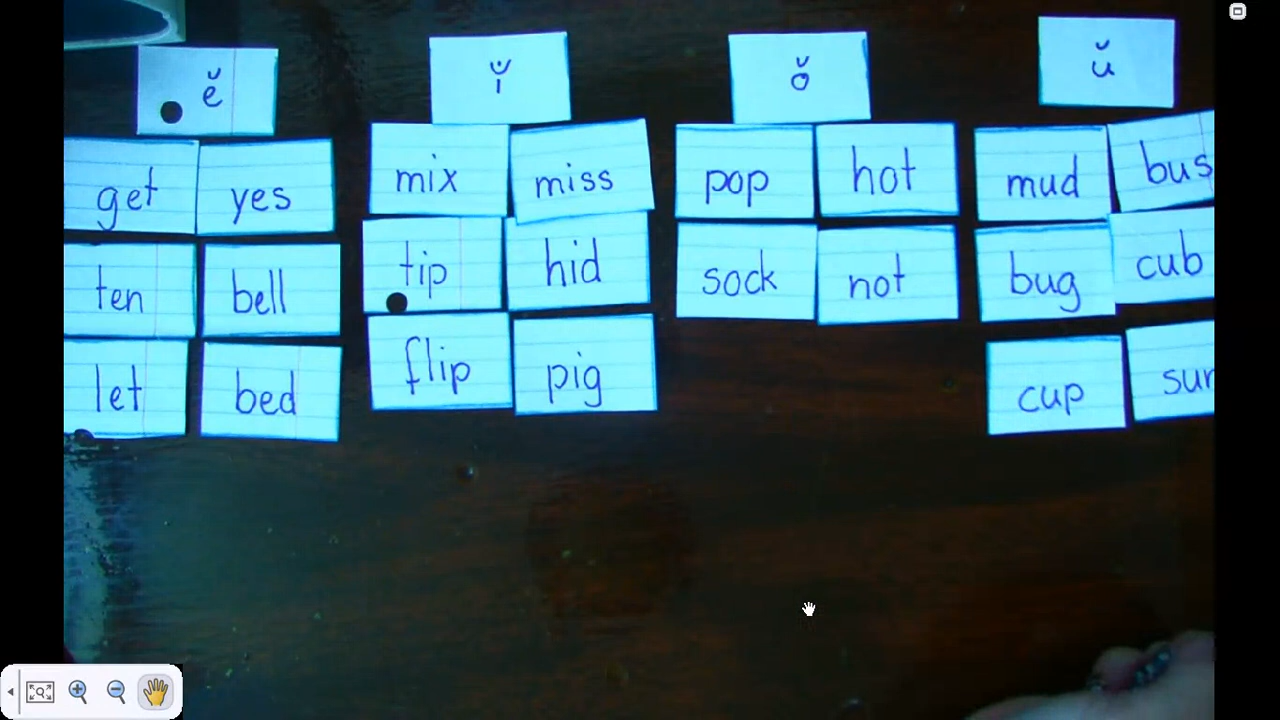 ĕ ĭ ŏ ŭ
get yes mix miss pop hot mud bus
ten bell tip hid sock not bug cub
let bed flip pig cup